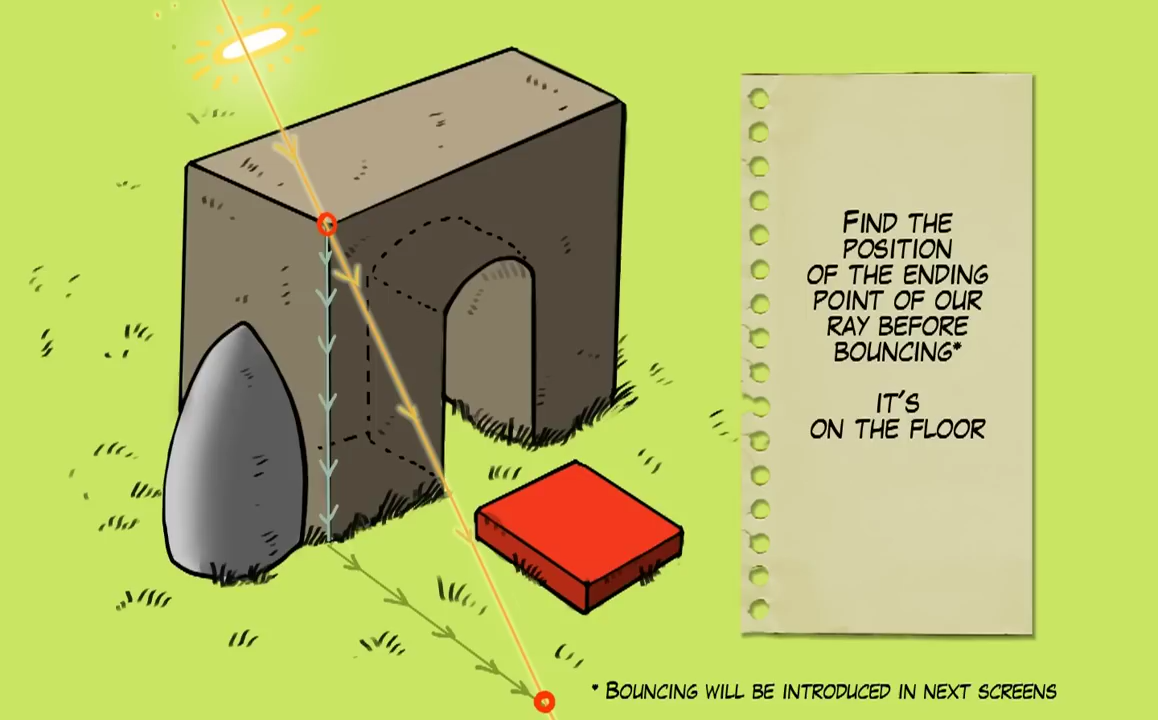 FIND THE
POSITION
OF THE ENDING
POINT OF OUR
RAY BEFORE
BOUNCING*
IT'S
ON THE FLOOR
* BOUNCING WILL BE INTRODUCED IN NEXT SCREENS